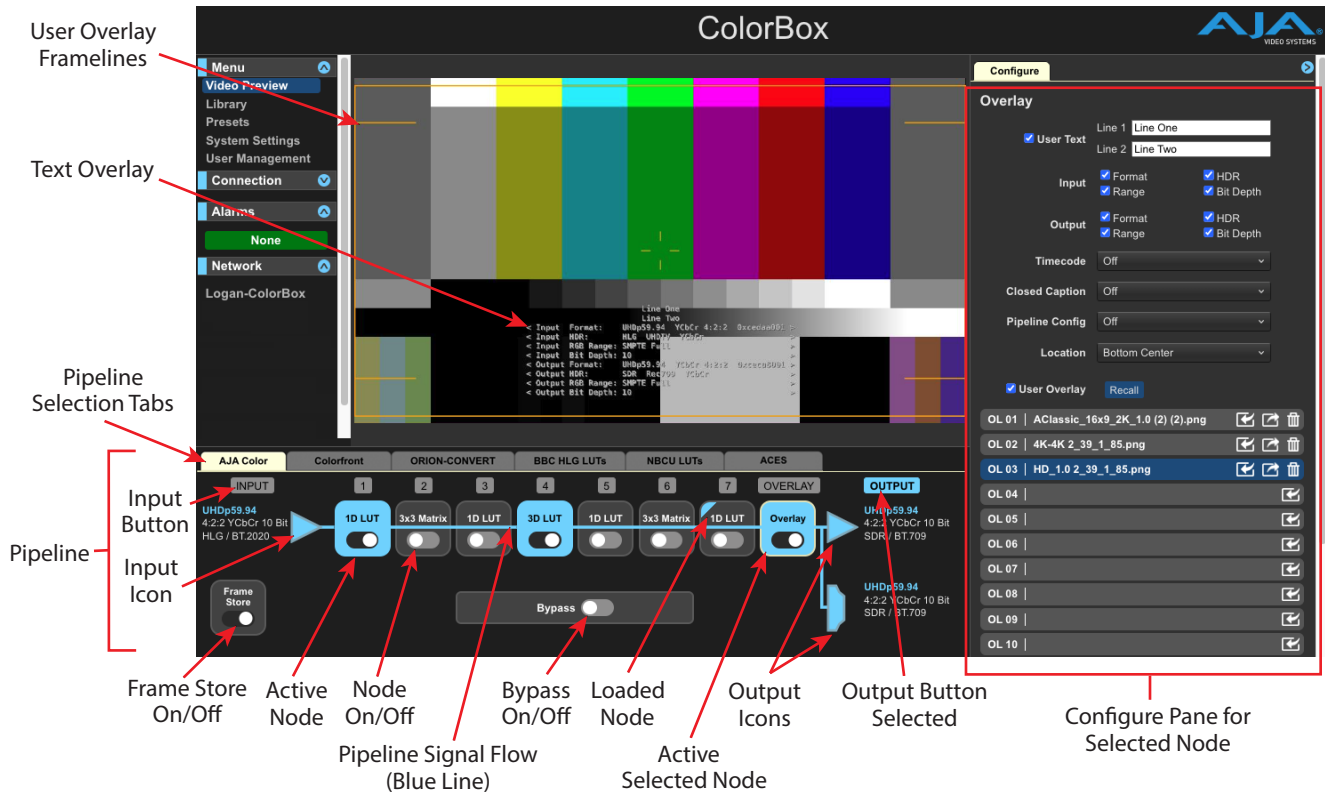 ColorBox
AJA
VIDEO SYSTEMS
User Overlay
Framelines
Text Overlay
Pipeline
Selection Tabs
Pipeline
Input
Button
Input
Icon
Menu
Video Preview
Library
Presets
System Settings
User Management
Connection
Alarms
None
Network
Logan-ColorBox
Line One
Line Two
< Input Format: UHDp59.94 YCbCr 4:2:2 >
< Input HDR: HLG UHDTV YCbCr >
< Input RGB Range: SMPTE Full >
< Input Bit Depth: 10 >
< Output Format: UHDp59.94 YCbCr 4:2:2 >
< Output HDR: SDR Rec709 YCbCr >
< Output RGB Range: SMPTE Full >
< Output Bit Depth: 10 >
Configure
Overlay
User Text
Line 1 Line One
Line 2 Line Two
Input
Format HDR
Range Bit Depth
Output
Format HDR
Range Bit Depth
Timecode Off
Closed Caption Off
Pipeline Config Off
Location Bottom Center
User Overlay Recall
OL 01 | AClassic_16x9_2K_1.0 (2) (2).png
OL 02 | 4K-4K 2_39_1_85.png
OL 03 | HD_1.0 2_39_1_85.png
OL 04 |
OL 05 |
OL 06 |
OL 07 |
OL 08 |
OL 09 |
OL 10 |
AJA Color Colorfront ORION-CONVERT BBC HLG LUTs NBCU LUTs ACES
INPUT 1 2 3 4 5 6 7 OVERLAY OUTPUT
UHDp59.94
4:2:2 YCbCr 10 Bit
HLG / BT.2020
1D LUT 3x3 Matrix 1D LUT 3D LUT 1D LUT 3x3 Matrix 1D LUT Overlay
UHDp59.94
4:2:2 YCbCr 10 Bit
SDR / BT.709
Frame
Store
Bypass
UHDp59.94
4:2:2 YCbCr 10 Bit
SDR / BT.709
Frame Store
On/Off
Active
Node
Node
On/Off
Pipeline Signal Flow
(Blue Line)
Bypass
On/Off
Loaded
Node
Active
Selected Node
Output
Icons
Output Button
Selected
Configure Pane for
Selected Node